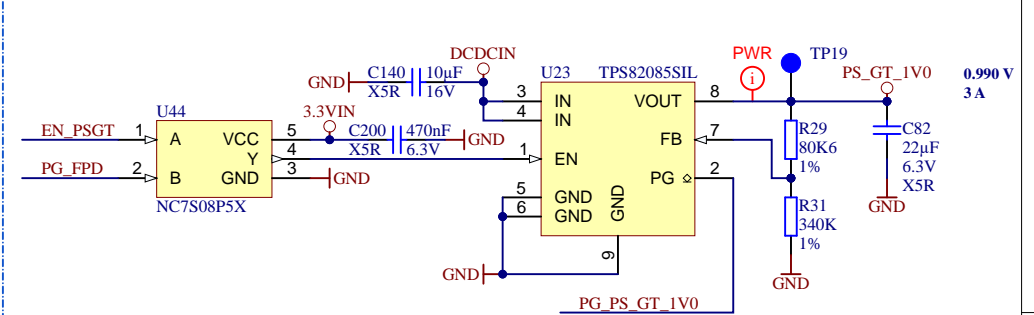 PWR
TP19
DCDCIN
GND
C140
10µF
X5R
16V
U23
TPS82085SIL
PS_GT_1V0
0.990 V
3 A
U44
3.3VIN
3
IN
VOUT
8
4
IN
EN_PSGT
1
A
VCC
5
C200
470nF
GND
X5R
6.3V
FB
7
R29
80K6
1%
C82
22µF
6.3V
X5R
GND
Y
4
1
EN
PG_FPD
2
B
GND
3
GND
PG
2
NC7S08P5X
5
GND
6
GND
GND
R31
340K
1%
9
GND
GND
PG_PS_GT_1V0